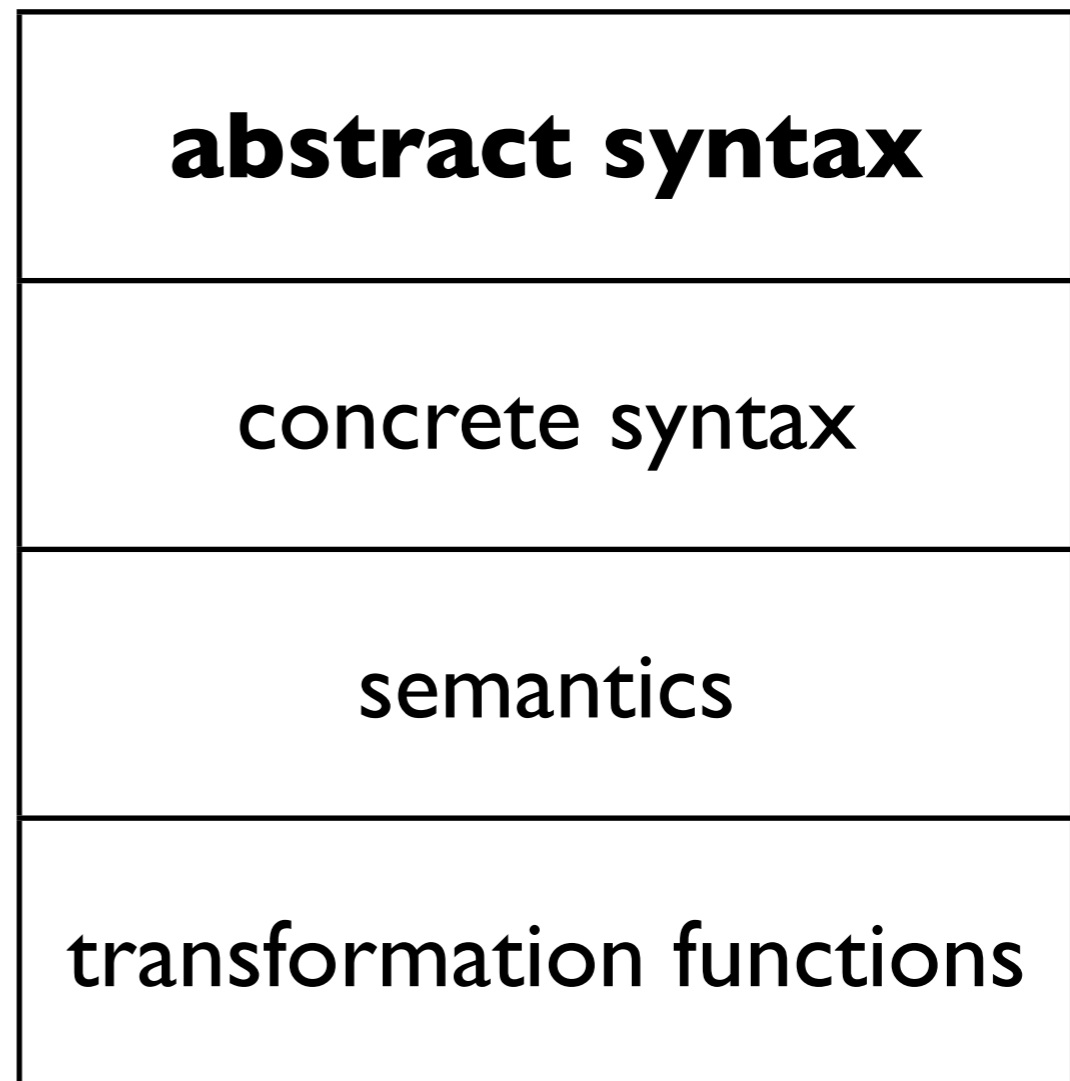 abstract syntax
concrete syntax
semantics
transformation functions